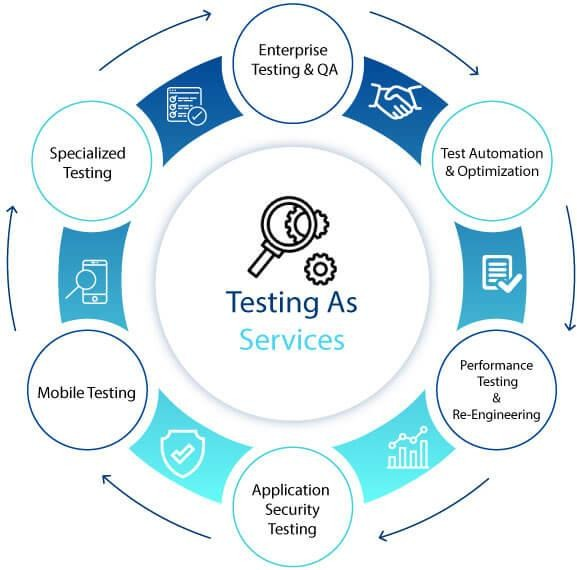 Enterprise
Testing & QA
Test Automation
& Optimization
Performance
Testing
&
Re-Engineering
Application
Security
Testing
Mobile Testing
Specialized
Testing
Testing As
Services